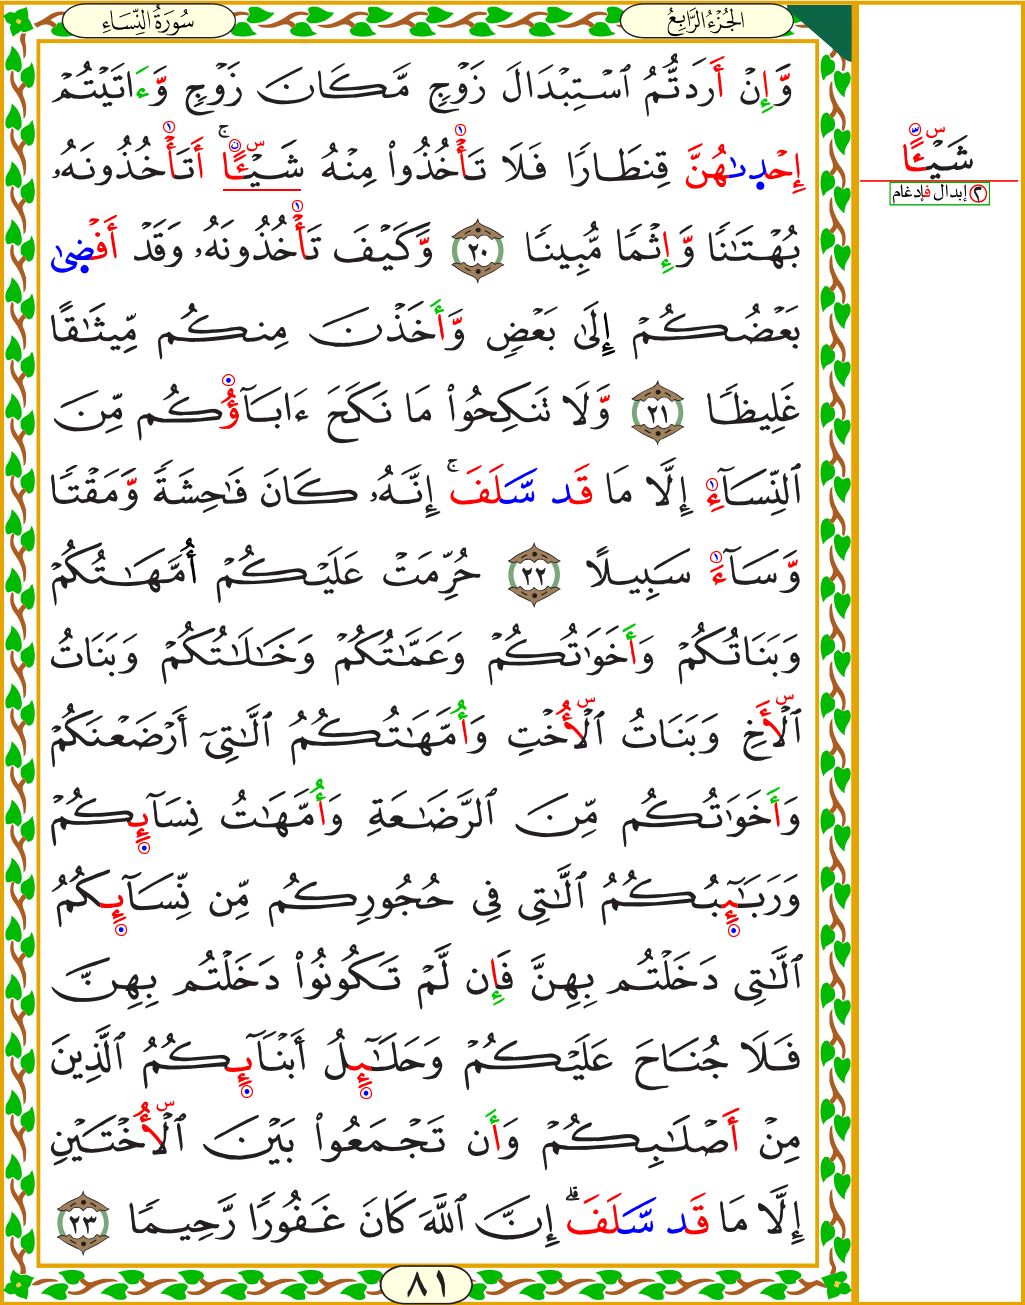 الجُزْءُ الرَّابِعُ
سُورَةُ النِّسَاءِ
وَّإِنْ أَرَدتُّمُ ٱسْتِبْدَالَ زَوْجٍ مَّكَانَ زَوْجٍ وَّءَاتَيْتُمْ
إِحْدِىٰهُنَّ قِنطَارًا فَلَا تَأْخُذُوا۟ مِنْهُ شَيْـًٔا ۚ أَتَأْخُذُونَهُۥ
بُهْتَـٰنًا وَّإِثْمًا مُّبِينًا ٢٠ وَّكَيْفَ تَأْخُذُونَهُۥ وَقَدْ أَفْضِىٰ
بَعْضُكُمْ إِلَىٰ بَعْضٍ وَّأَخَذْنَ مِنكُم مِّيثَـٰقًا
غَلِيظًا ٢١ وَّلَا تَنكِحُوا۟ مَا نَكَحَ ءَابَآؤُكُم مِّنَ
ٱلنِّسَآءِ إِلَّا مَا قَد سَّلَفَ ۚ إِنَّهُۥ كَانَ فَـٰحِشَةً وَّمَقْتًا
وَّسَآءَ سَبِيلًا ٢٢ حُرِّمَتْ عَلَيْكُمْ أُمَّهَـٰتُكُمْ
وَبَنَاتُكُمْ وَأَخَوَٰتُكُمْ وَعَمَّـٰتُكُمْ وَخَـٰلَـٰتُكُمْ وَبَنَاتُ
ٱلْأَخِ وَبَنَاتُ ٱلْأُخْتِ وَأُمَّهَـٰتُكُمُ ٱلَّـٰتِىٓ أَرْضَعْنَكُمْ
وَأَخَوَٰتُكُم مِّنَ ٱلرَّضَـٰعَةِ وَأُمَّهَـٰتُ نِسَآئِكُمْ
وَرَبَـٰٓئِبُكُمُ ٱلَّـٰتِى فِى حُجُورِكُم مِّن نِّسَآئِكُمُ
ٱلَّـٰتِى دَخَلْتُم بِهِنَّ فَإِن لَّمْ تَكُونُوا۟ دَخَلْتُم بِهِنَّ
فَلَا جُنَاحَ عَلَيْكُمْ وَحَلَـٰٓئِلُ أَبْنَآئِكُمُ ٱلَّذِينَ
مِنْ أَصْلَـٰبِكُمْ وَأَن تَجْمَعُوا۟ بَيْنَ ٱلْأُخْتَيْنِ
إِلَّا مَا قَد سَّلَفَ ۗ إِنَّ ٱللَّهَ كَانَ غَفُورًا رَّحِيمًا ٢٣
٨١
شَيْـًّٔا
٢ إبدال فإدغام